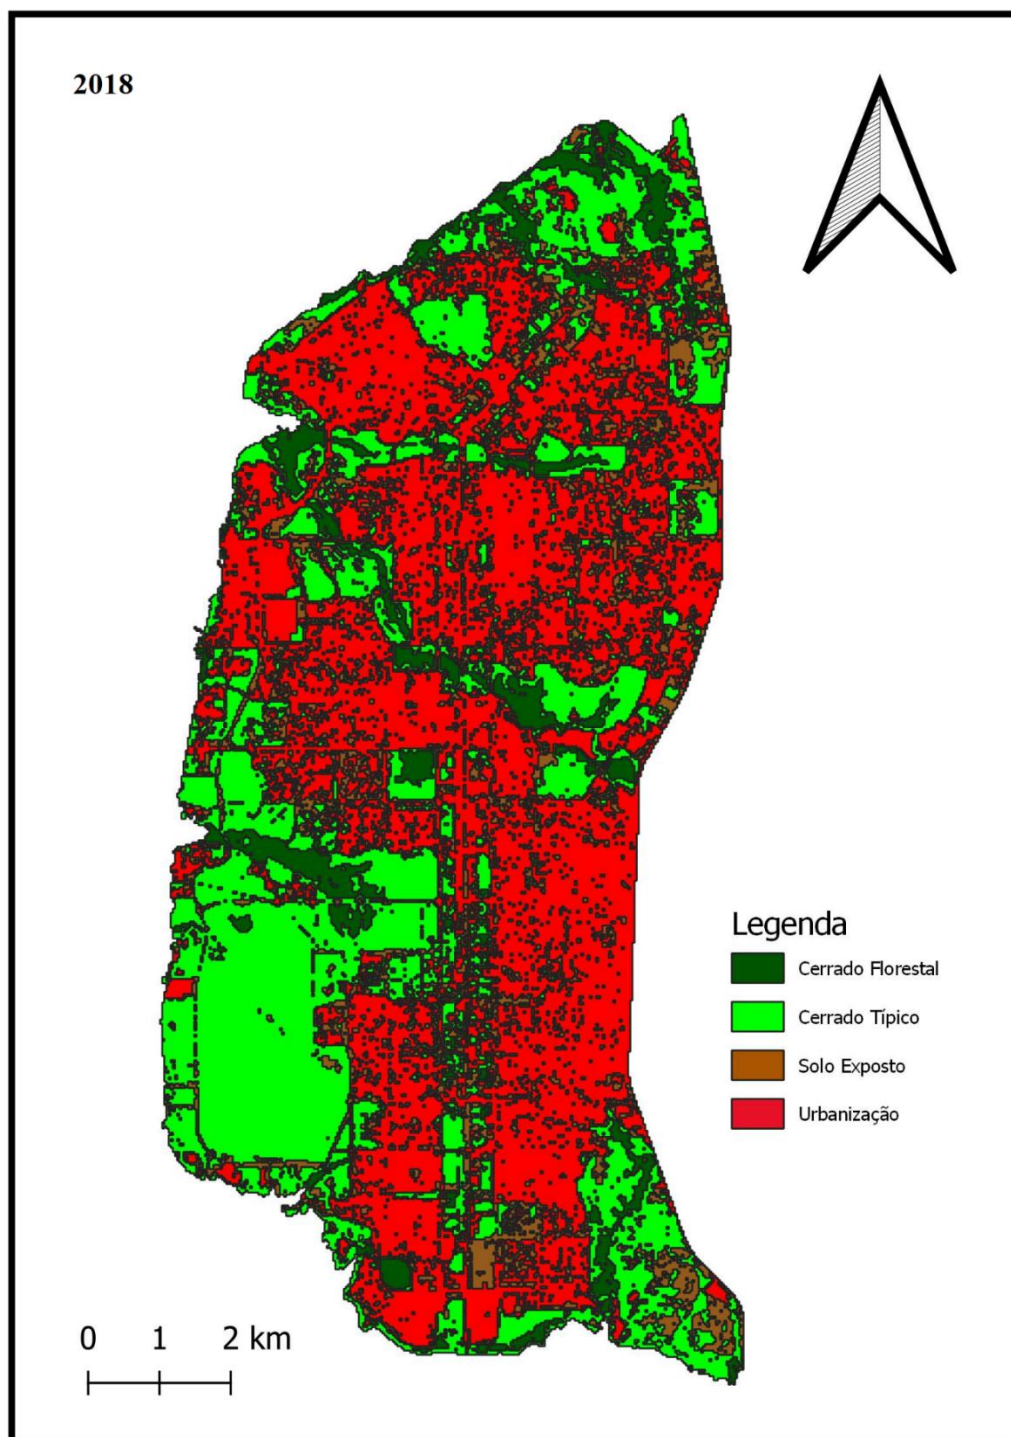 2018
Legenda
Cerrado Florestal
Cerrado Típico
Solo Exposto
Urbanização
0 1 2 km